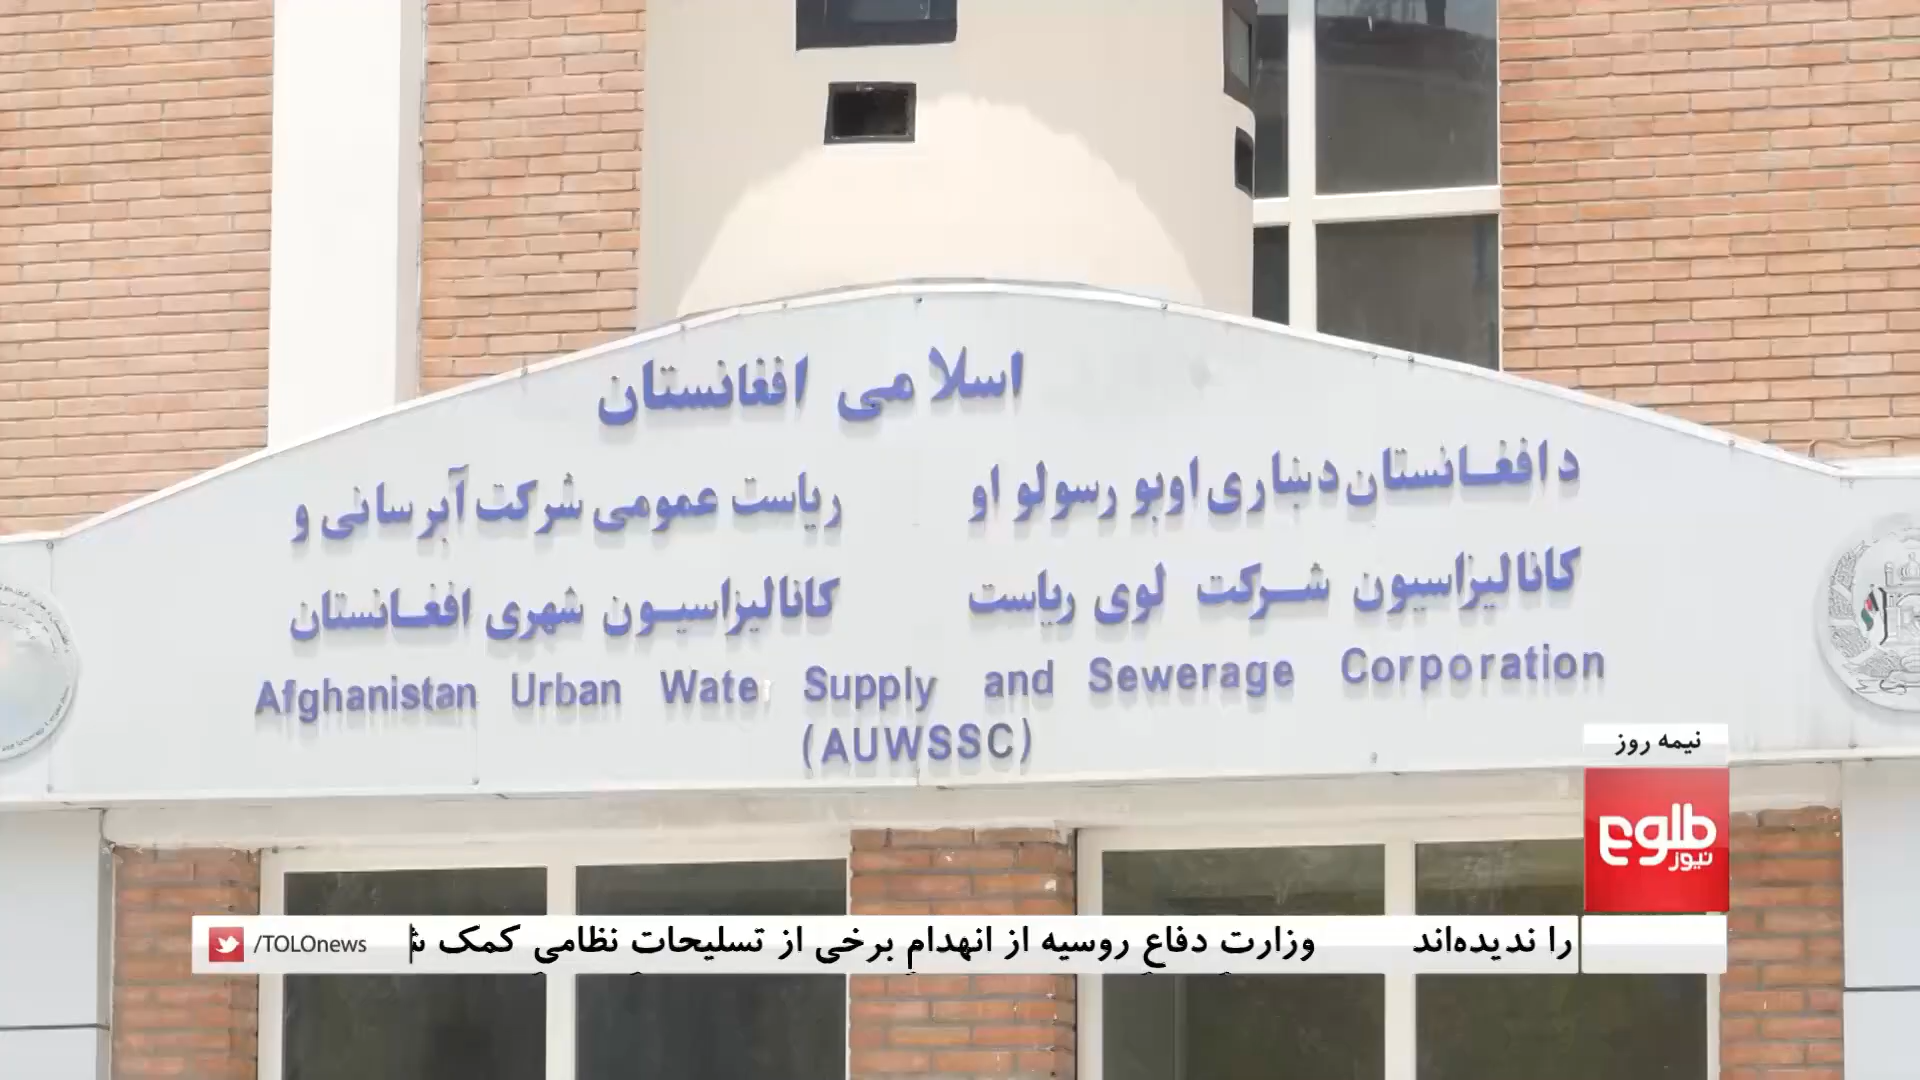 اسلامی افغانستان
د افغانستان د ښاری اوبو رسولو او
کانالیزاسیون شرکت لوی ریاست
ریاست عمومی شرکت آبرسانی و
کانالیزاسیون شهری افغانستان
Afghanistan Urban Wate Supply and Sewerage Corporation
(AUWSSC)
نیمه روز
طلوع
نیوز
را ندیده‌اند وزارت دفاع روسیه از انهدام برخی از تسلیحات نظامی کمک
/TOLOnews